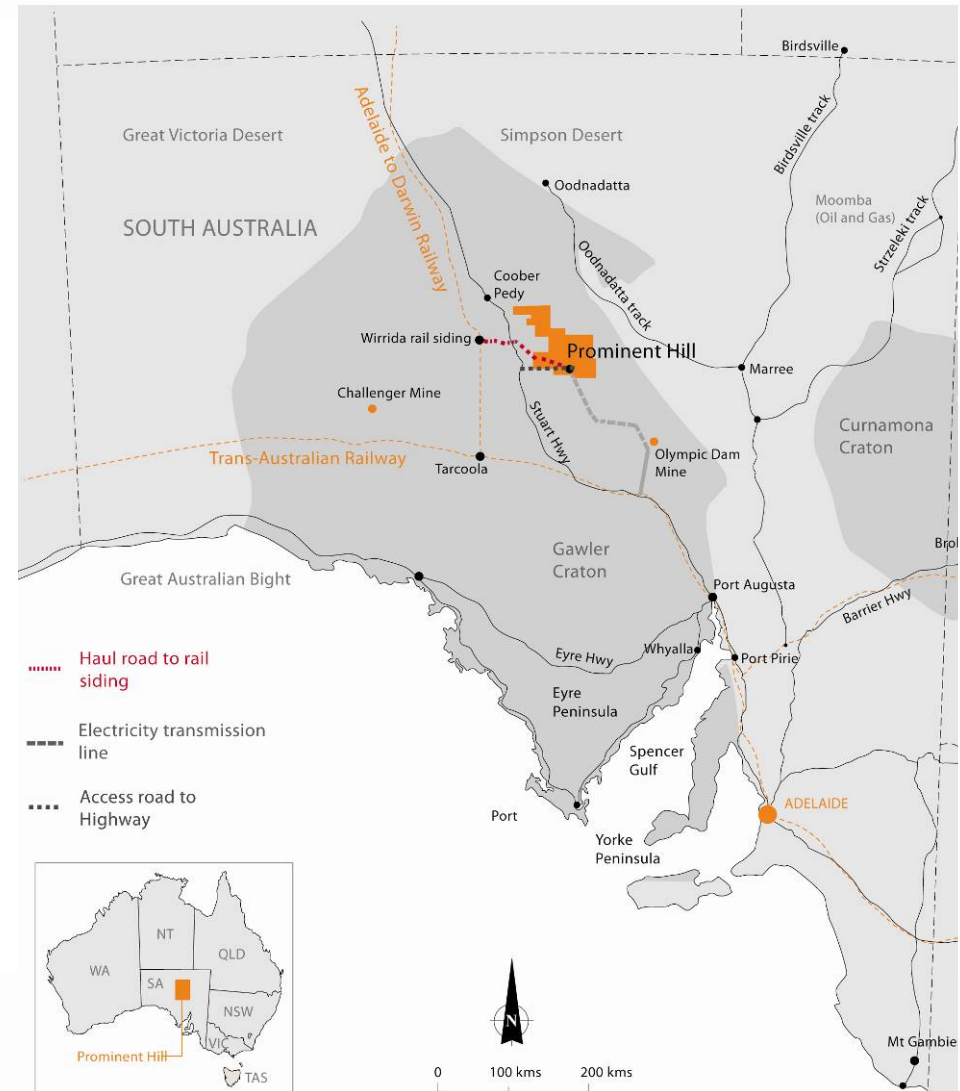 Birdsville
Adelaide to Darwin Railway
Great Victoria Desert
Simpson Desert
Birdsville track
Oodnadatta
Moomba
(Oil and Gas)
SOUTH AUSTRALIA
Strzeleki track
Oodnadatta track
Coober
Pedy
Wirrida rail siding
Prominent Hill
Marree
Challenger Mine
Stuart Hwy
Curnamona
Craton
Trans-Australian Railway
Tarcoola
Olympic Dam
Mine
Gawler
Craton
Brol
Great Australian Bight
Port Augusta
Barrier Hwy
Eyre Hwy
Whyalla
Port Pirie
Haul road to rail
siding
Eyre
Peninsula
Electricity transmission
line
Spencer
Gulf
Access road to
Highway
Port
ADELAIDE
Yorke
Peninsula
NT
QLD
WA
SA
NSW
VIC
Prominent Hill
TAS
N
Mt Gambie
0 100 kms 200 kms